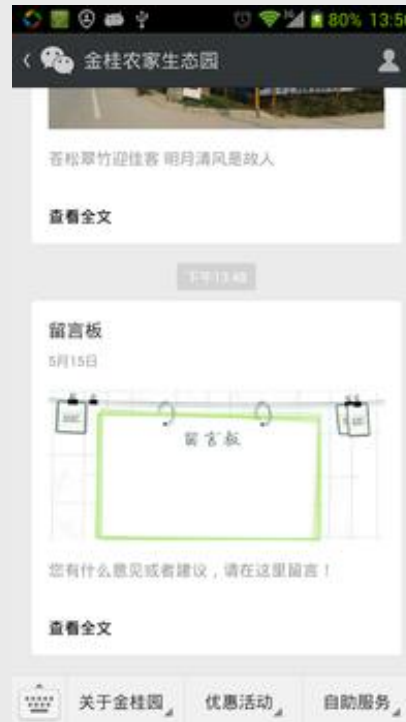 80% 13:50
金桂农家生态园
苍松翠竹迎佳客 明月清风是故人
查看全文
下午13:48
留言板
5月15日
留言板
您有什么意见或者建议，请在这里留言！
查看全文
关于金桂园
优惠活动
自助服务